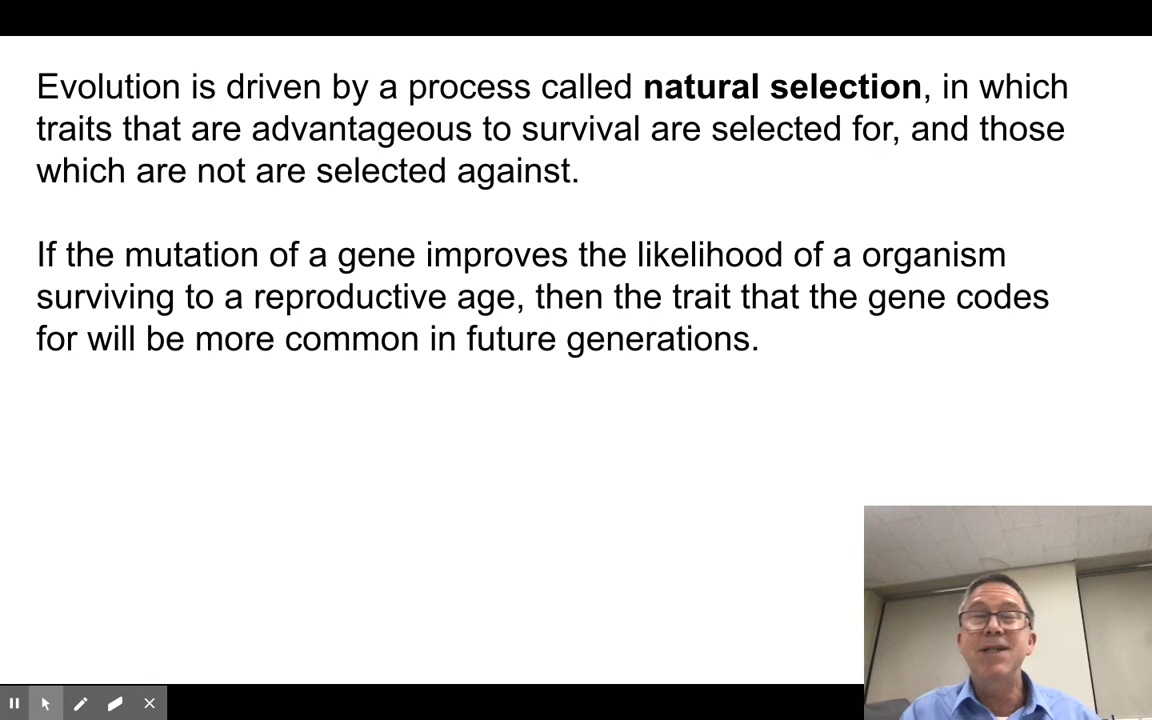 Evolution is driven by a process called natural selection, in which
traits that are advantageous to survival are selected for, and those
which are not are selected against.
If the mutation of a gene improves the likelihood of a organism
surviving to a reproductive age, then the trait that the gene codes
for will be more common in future generations.